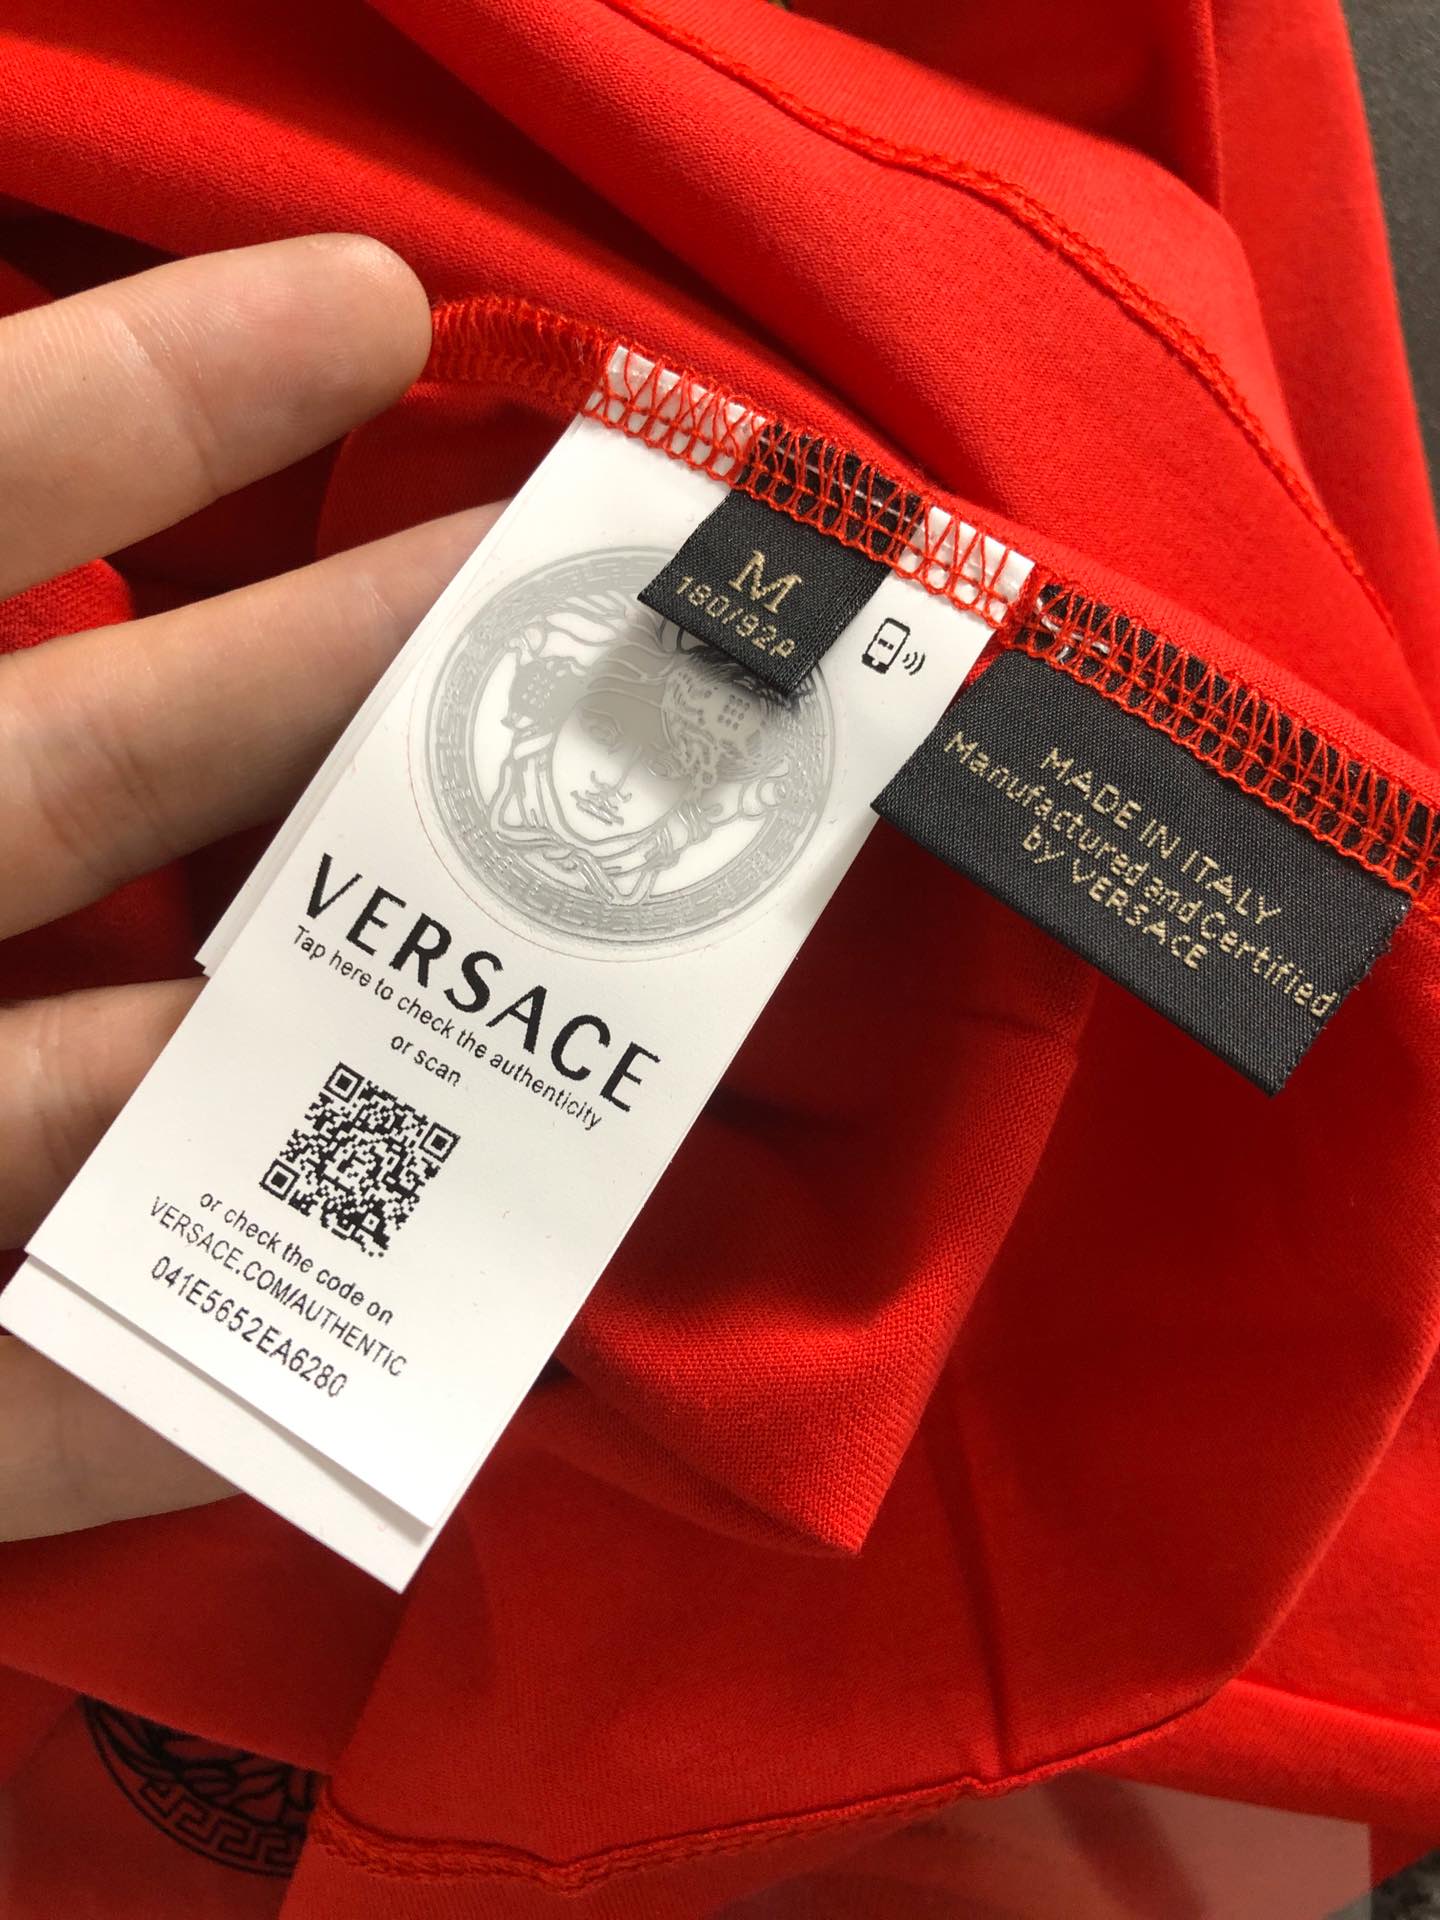 M
180/92A
VERSACE
Tap here to check the authenticity
or scan
or check the code on
VERSACE.COM/AUTHENTIC
041E5652EA6280
MADE IN ITALY
Manufactured and Certified
by VERSACE